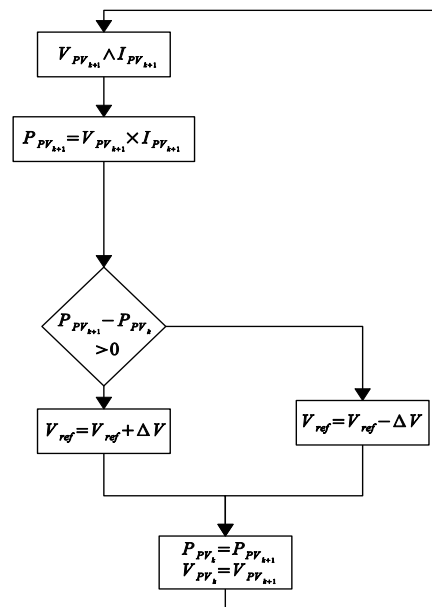 V_{PV_{k+1}} ∧ I_{PV_{k+1}}
P_{PV_{k+1}} = V_{PV_{k+1}} × I_{PV_{k+1}}
P_{PV_{k+1}} − P_{PV_k}
>0
V_{ref} = V_{ref} + ΔV
V_{ref} = V_{ref} − ΔV
P_{PV_k} = P_{PV_{k+1}}
V_{PV_k} = V_{PV_{k+1}}